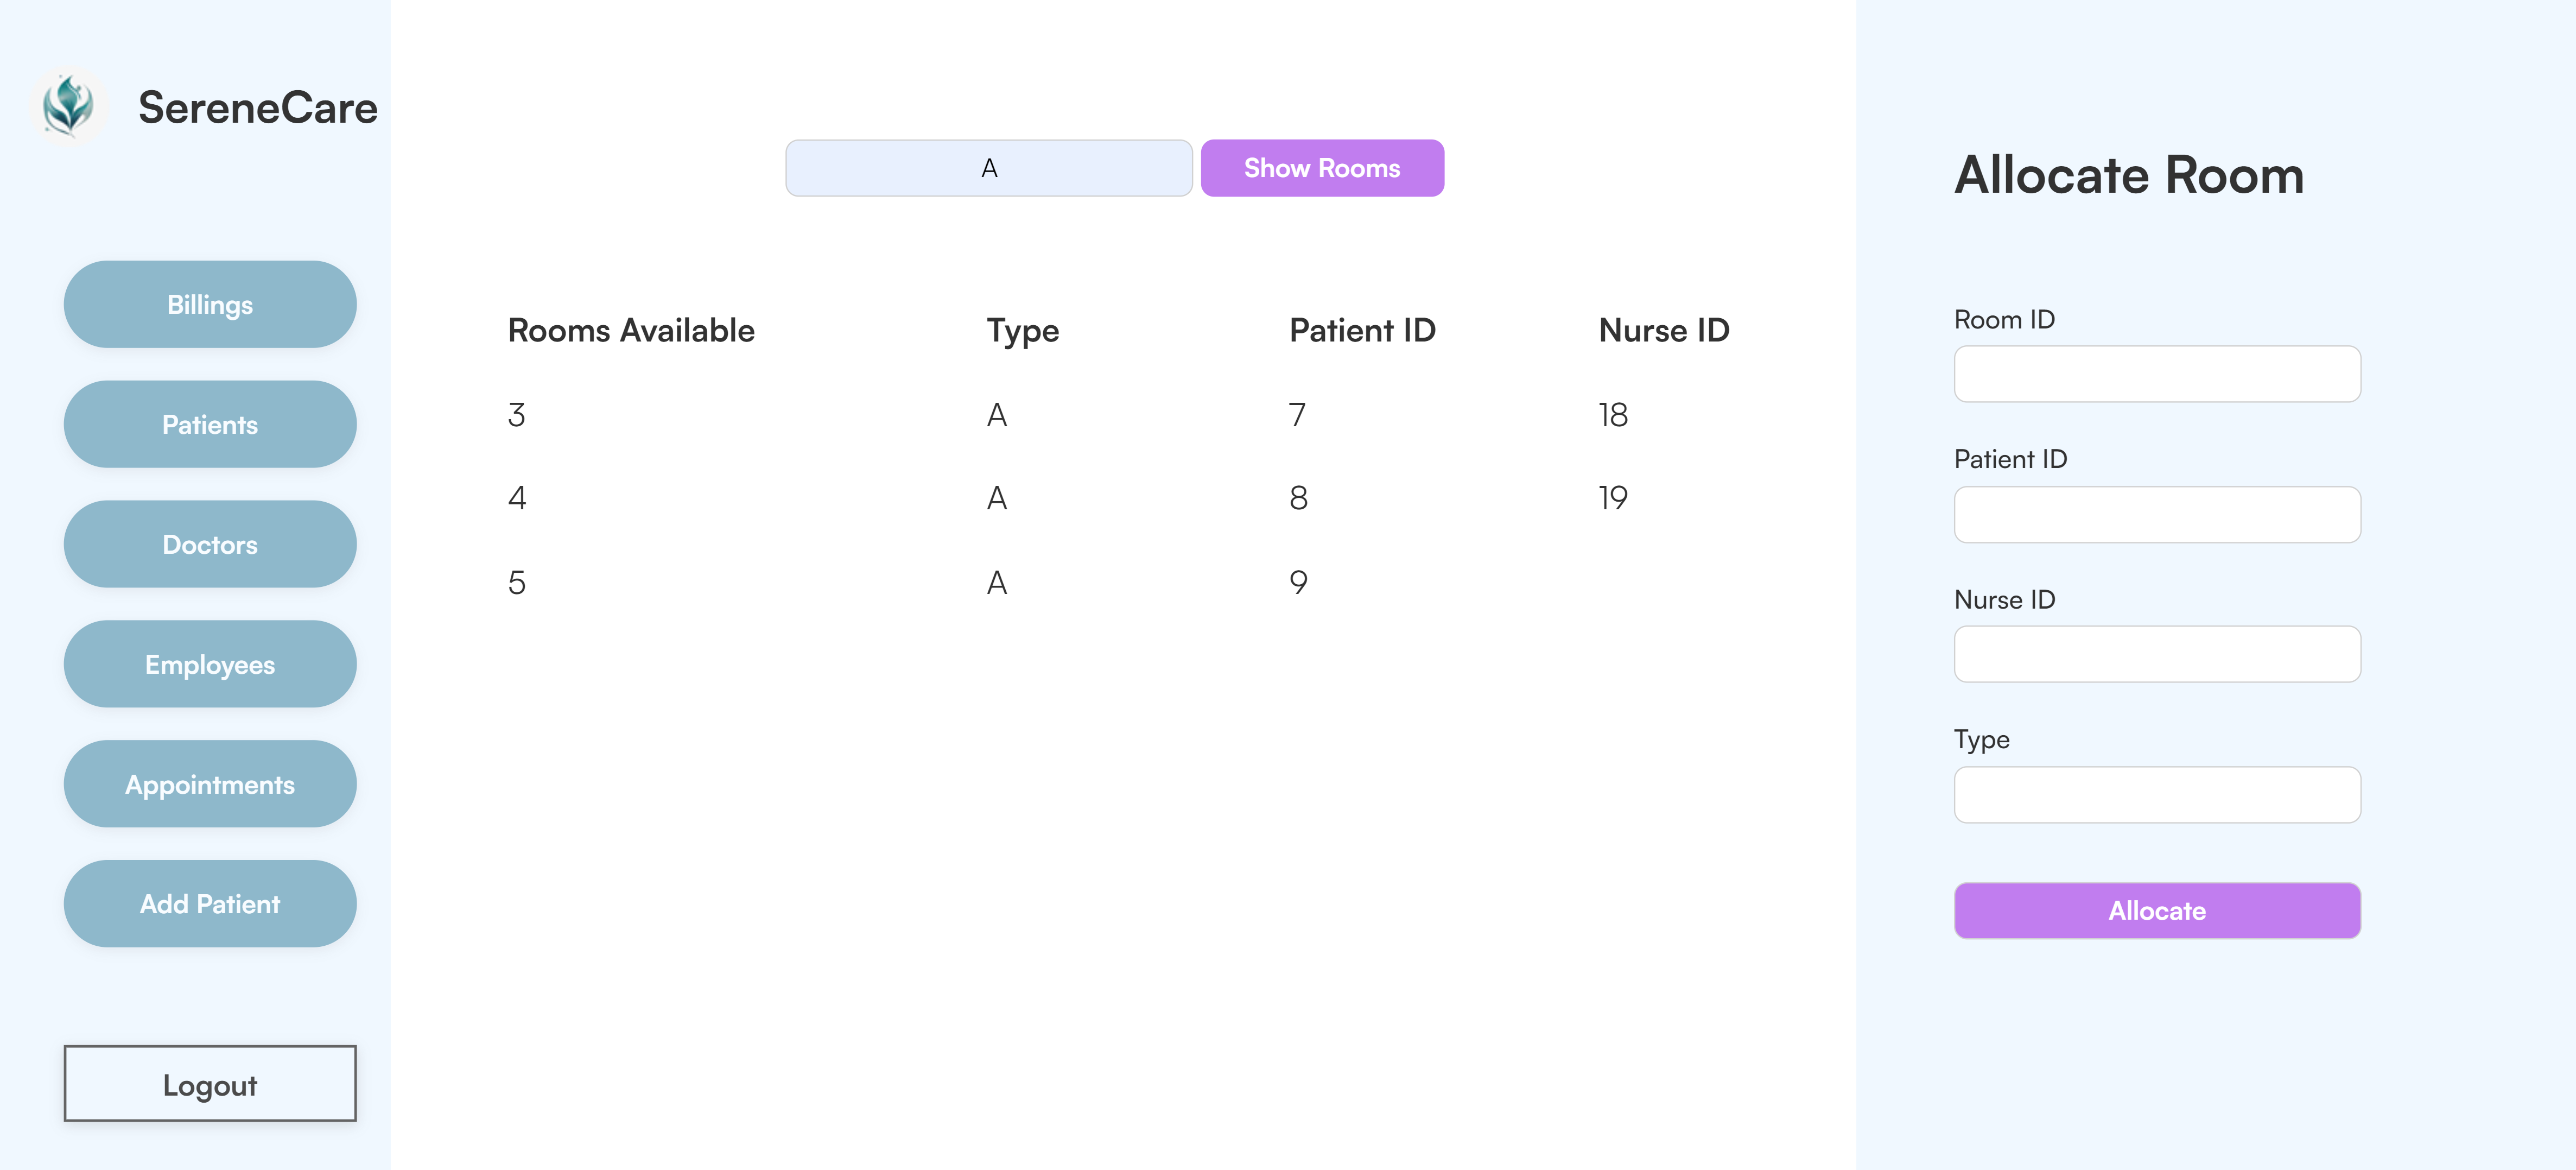 SereneCare
Billings
Patients
Doctors
Employees
Appointments
Add Patient
Logout
A Show Rooms
Rooms Available Type Patient ID Nurse ID
3 A 7 18
4 A 8 19
5 A 9
Allocate Room
Room ID
Patient ID
Nurse ID
Type
Allocate